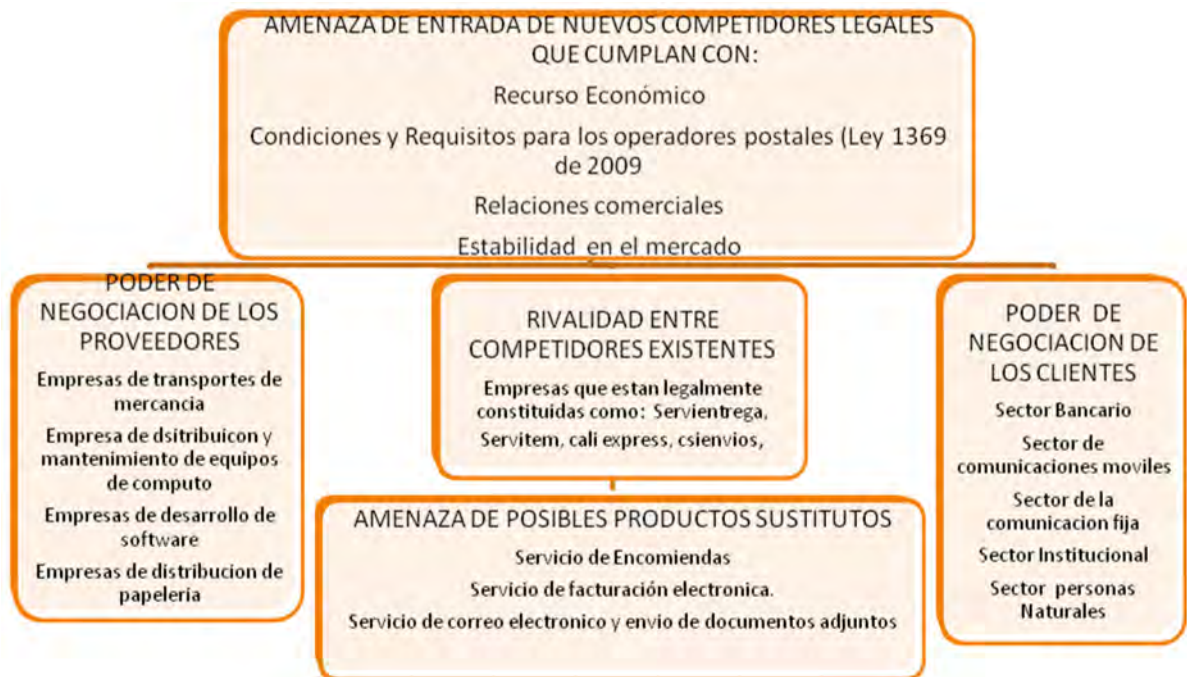 AMENAZA DE ENTRADA DE NUEVOS COMPETIDORES LEGALES
QUE CUMPLAN CON:
Recurso Económico
Condiciones y Requisitos para los operadores postales (Ley 1369
de 2009
Relaciones comerciales
Estabilidad en el mercado
PODER DE
NEGOCIACION DE LOS
PROVEEDORES
Empresas de transportes de
mercancia
Empresa de dsitribuicon y
mantenimiento de equipos
de computo
Empresas de desarrollo de
software
Empresas de distribucion de
papeleria
RIVALIDAD ENTRE
COMPETIDORES EXISTENTES
Empresas que estan legalmente
constituidas como: Servientrega,
Servitem, cali express, csienvios,
PODER DE
NEGOCIACION DE
LOS CLIENTES
Sector Bancario
Sector de
comunicaciones moviles
Sector de la
comunicacion fija
Sector Institucional
Sector personas
Naturales
AMENAZA DE POSIBLES PRODUCTOS SUSTITUTOS
Servicio de Encomiendas
Servicio de facturación electronica.
Servicio de correo electronico y envio de documentos adjuntos